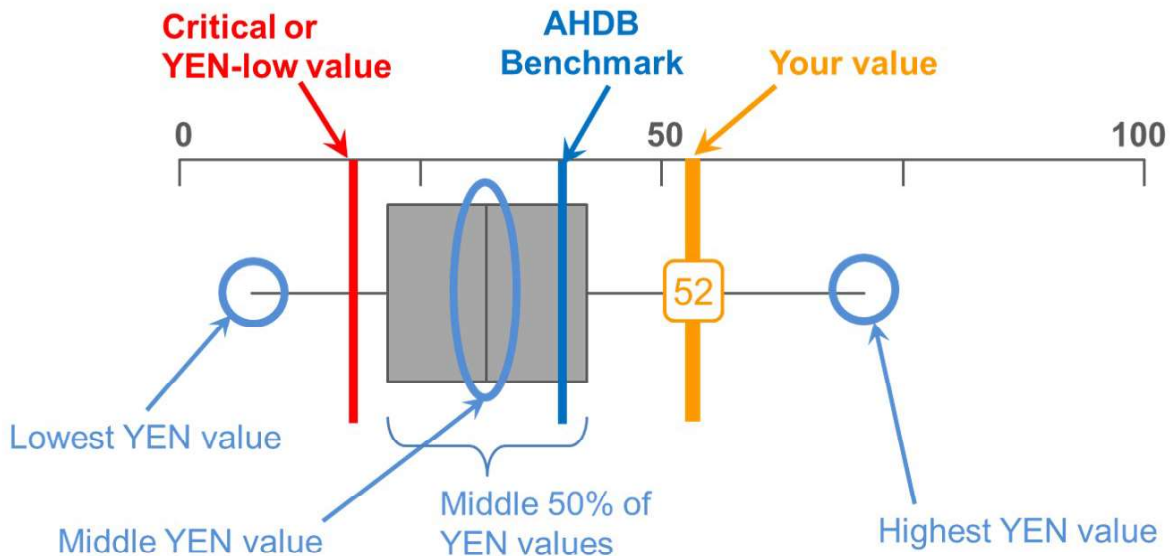 Critical or
YEN-low value
AHDB
Benchmark
Your value
0
50
100
52
Lowest YEN value
Middle YEN value
Middle 50% of
YEN values
Highest YEN value